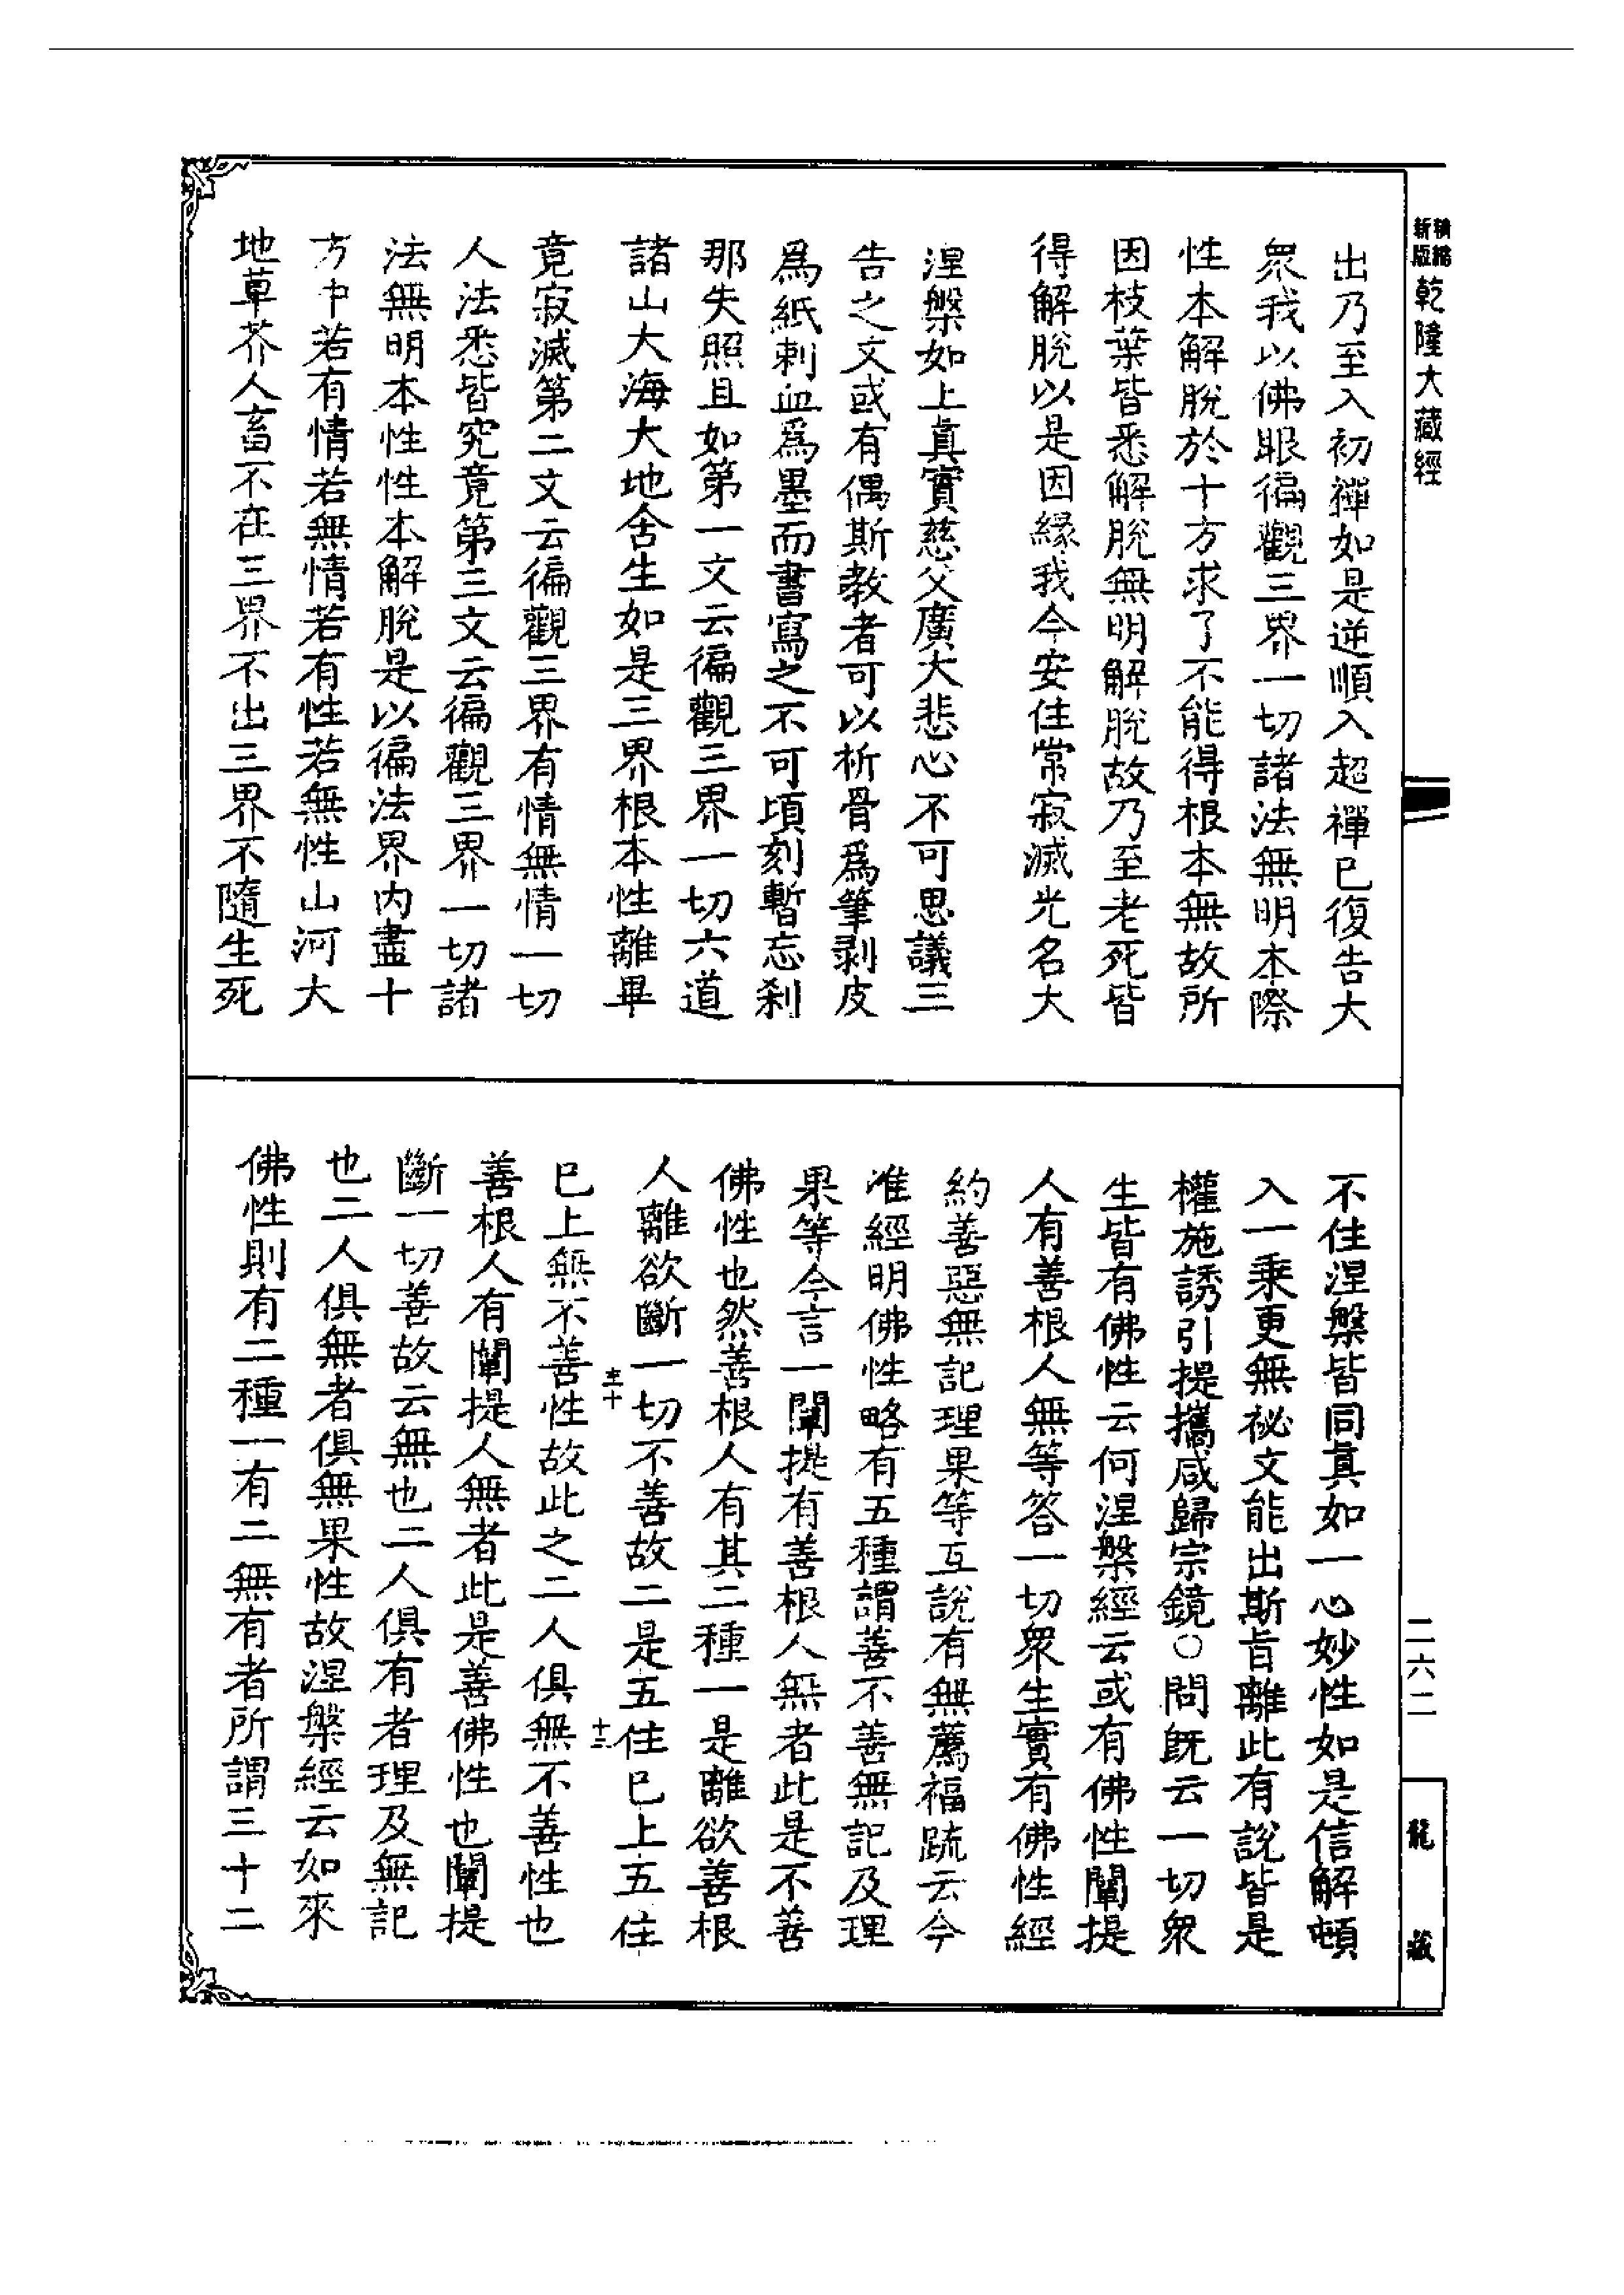 精縮新版
乾隆大藏經
出乃至入初禪如是逆順入超禪已復告大
眾我以佛眼徧觀三界一切諸法無明本際
性本解脫於十方求了不能得根本無故所
因枝葉皆悉解脫無明解脫故乃至老死皆
得解脫以是因緣我今安住常寂滅光名大
涅槃如上眞實慈父廣大悲心不可思議三
告之文或有偶斯教者可以析骨爲筆剥皮
爲紙刺血爲墨而書寫之不可頃刻暫忘刹
那失照且如第一文云徧觀三界一切六道
諸山大海大地含生如是三界根本性離畢
竟寂滅第二文云徧觀三界有情無情一切
人法悉皆究竟第三文云徧觀三界一切諸
法無明本性性本解脫是以徧法界內盡十
方中若有情若無情若有性若無性山河大
地草芥人畜不在三界不出三界不隨生死
不住涅槃皆同眞如一心妙性如是信解頓
入一乘更無祕文能出斯旨離此有說皆是
權施誘引提攜咸歸宗鏡○問旣云一切衆
生皆有佛性云何涅槃經云或有佛性闡提
人有善根人無等答一切衆生實有佛性經
約善惡無記理果等互說有無薦福疏云今
准經明佛性略有五種謂善不善無記及理
果等今言一闡提有善根人無者此是不善
佛性也然善根人有其二種一是離欲善根
人離欲斷一切不善故二是五住已上五住
已上無不善性故此之二人俱無不善性也
善根人有闡提人無者此是善佛性也闡提
斷一切善故云無也二人俱有者理及無記
也二人俱無者俱無果性故涅槃經云如來
佛性則有二種一有二無有者所謂三十二
二六二
龍藏